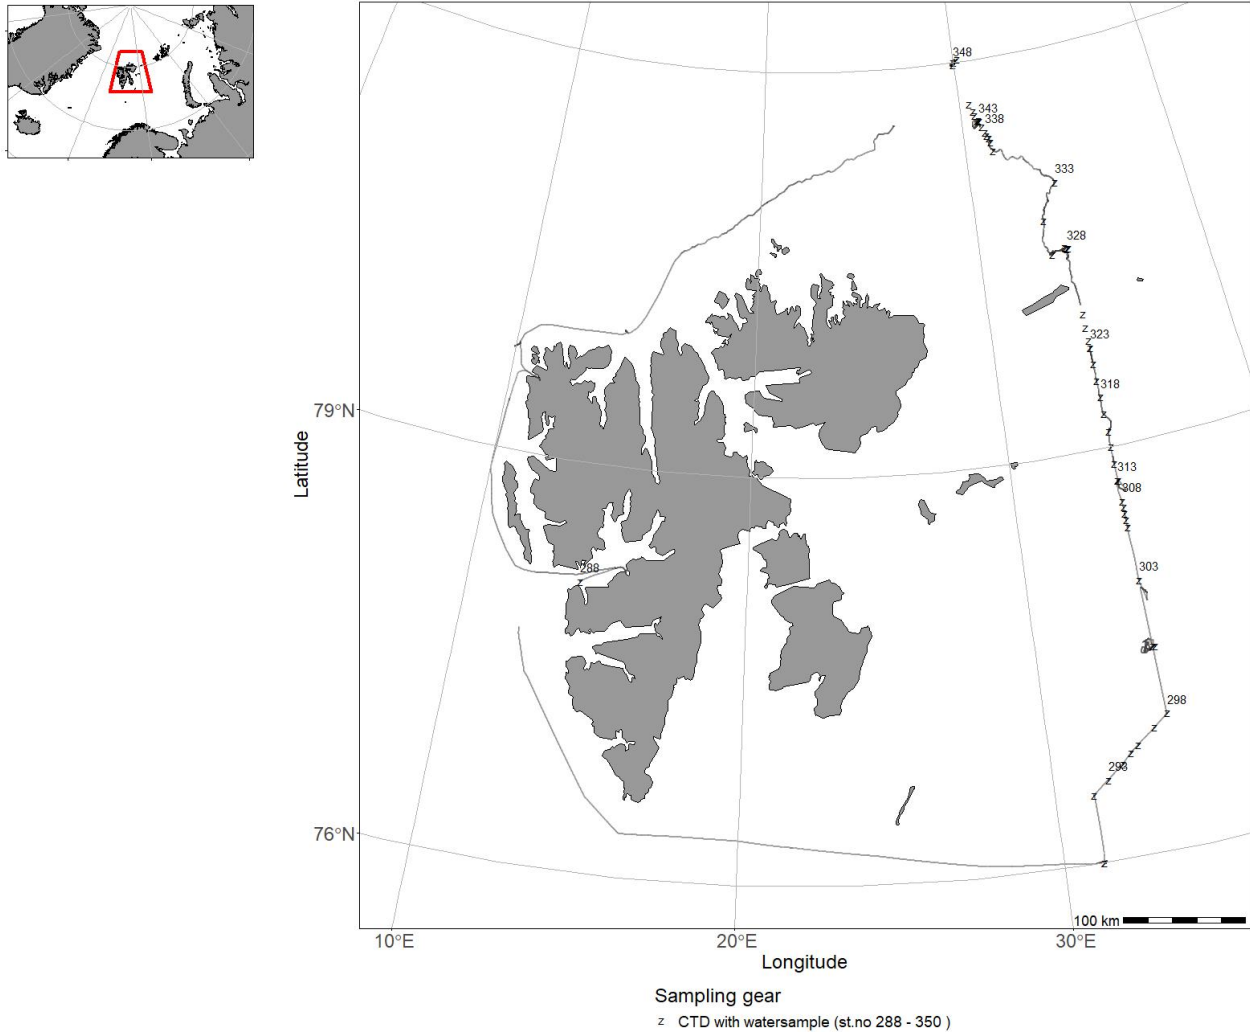 348
343
338
333
328
323
318
79°N
313
308
Latitude
288
303
298
293
76°N
100 km
10°E
20°E
30°E
Longitude
Sampling gear
z CTD with watersample (st.no 288 - 350 )